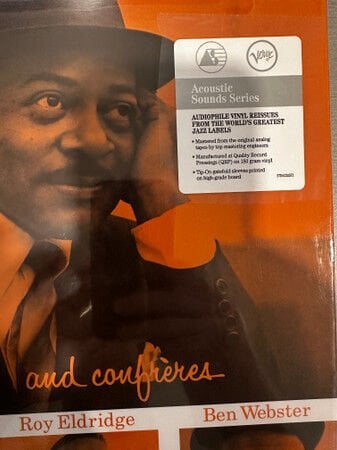 Verve
Acoustic
Sounds Series
AUDIOPHILE VINYL REISSUES
FROM THE WORLD'S GREATEST
JAZZ LABELS
• Mastered from the original analog
tapes by top mastering engineers
• Manufactured at Quality Record
Pressings (QRP) on 180 gram vinyl
• Tip-On gatefold sleeves printed
on high-grade board
and confrères
Roy Eldridge
Ben Webster